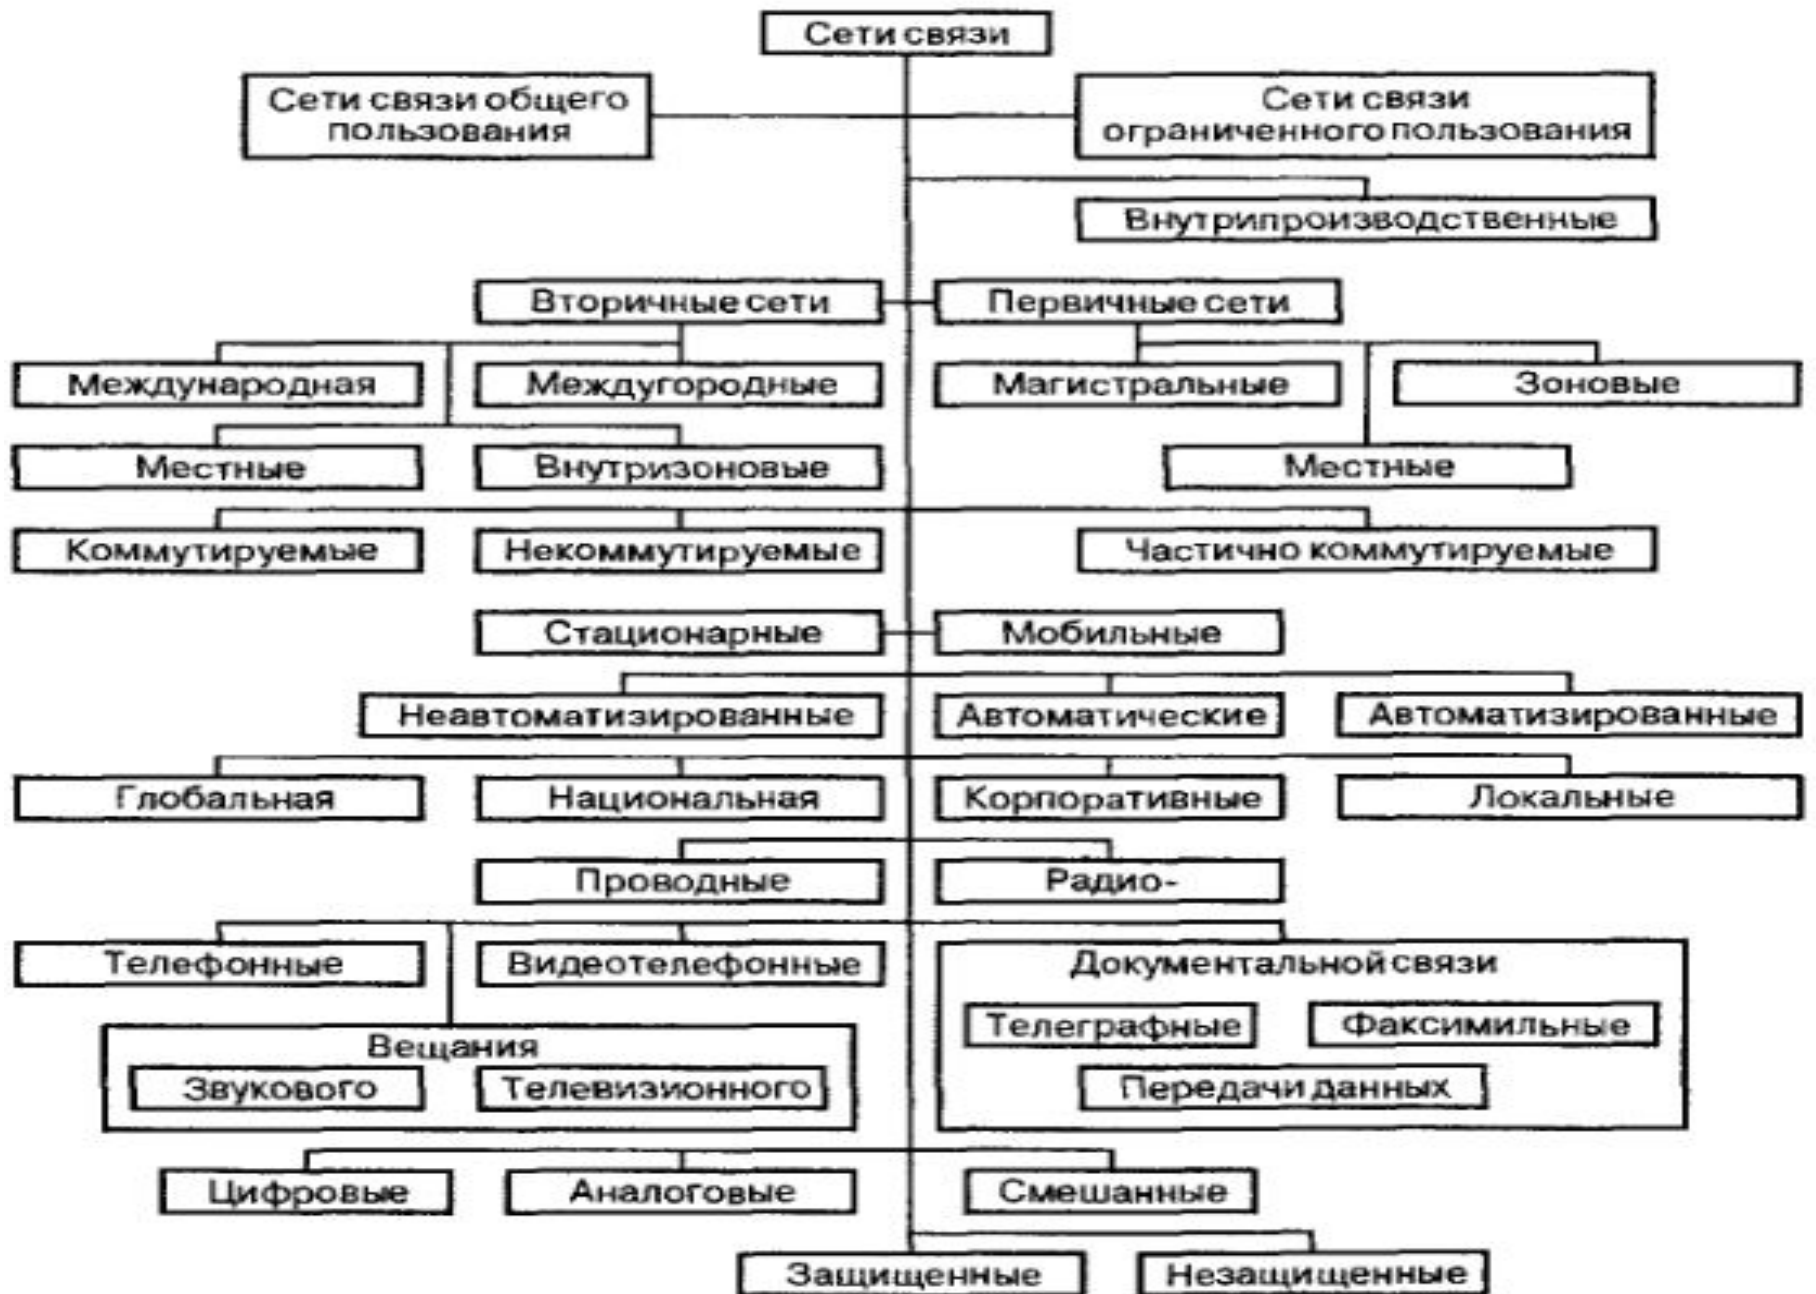 Сети связи
Сети связи общего
пользования
Сети связи
ограниченного пользования
Внутрипроизводственные
Вторичные сети
Первичные сети
Международная
Междугородные
Магистральные
Зоновые
Местные
Внутризоновые
Местные
Коммутируемые
Некоммутируемые
Частично коммутируемые
Стационарные
Мобильные
Неавтоматизированные
Автоматические
Автоматизированные
Глобальная
Национальная
Корпоративные
Локальные
Проводные
Радио-
Телефонные
Видеотелефонные
Документальной связи
Телеграфные
Факсимильные
Передачи данных
Вещания
Звукового
Телевизионного
Цифровые
Аналоговые
Смешанные
Защищенные
Незащищенные